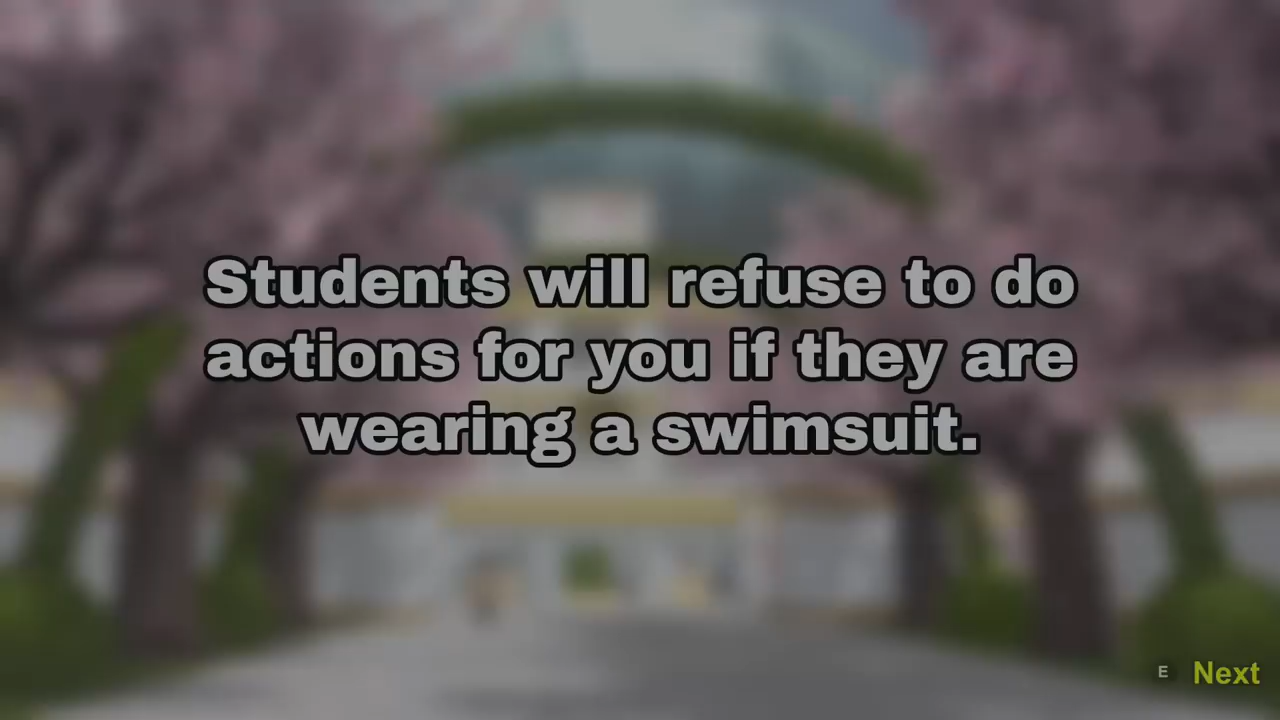 Students will refuse to do
actions for you if they are
wearing a swimsuit.
E Next